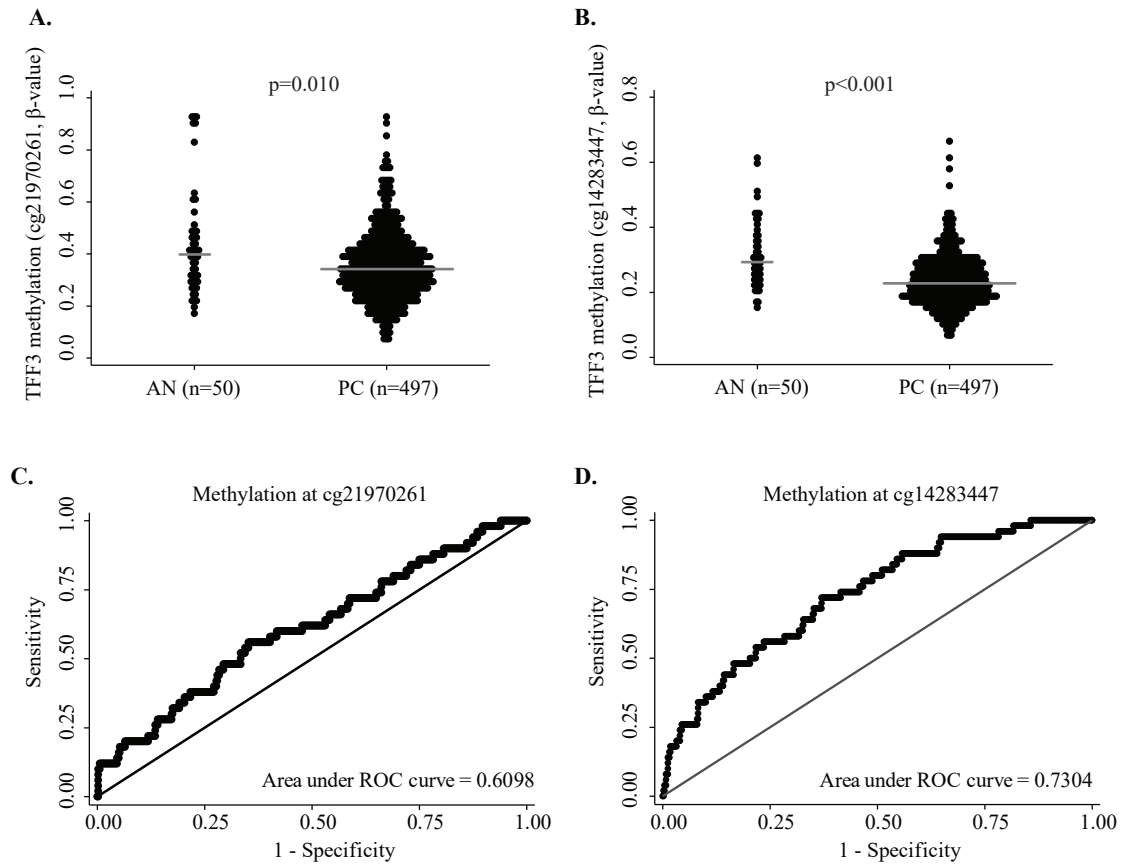 A.
TFF3 methylation (cg21970261, β-value)
1.0
0.8
0.6
0.4
0.2
0.0
p=0.010
AN (n=50)
PC (n=497)
B.
TFF3 methylation (cg14283447, β-value)
0.8
0.6
0.4
0.2
0.0
p<0.001
AN (n=50)
PC (n=497)
C.
Methylation at cg21970261
Sensitivity
1.00
0.75
0.50
0.25
0.00
Area under ROC curve = 0.6098
0.00 0.25 0.50 0.75 1.00
1 - Specificity
D.
Methylation at cg14283447
Sensitivity
1.00
0.75
0.50
0.25
0.00
Area under ROC curve = 0.7304
0.00 0.25 0.50 0.75 1.00
1 - Specificity